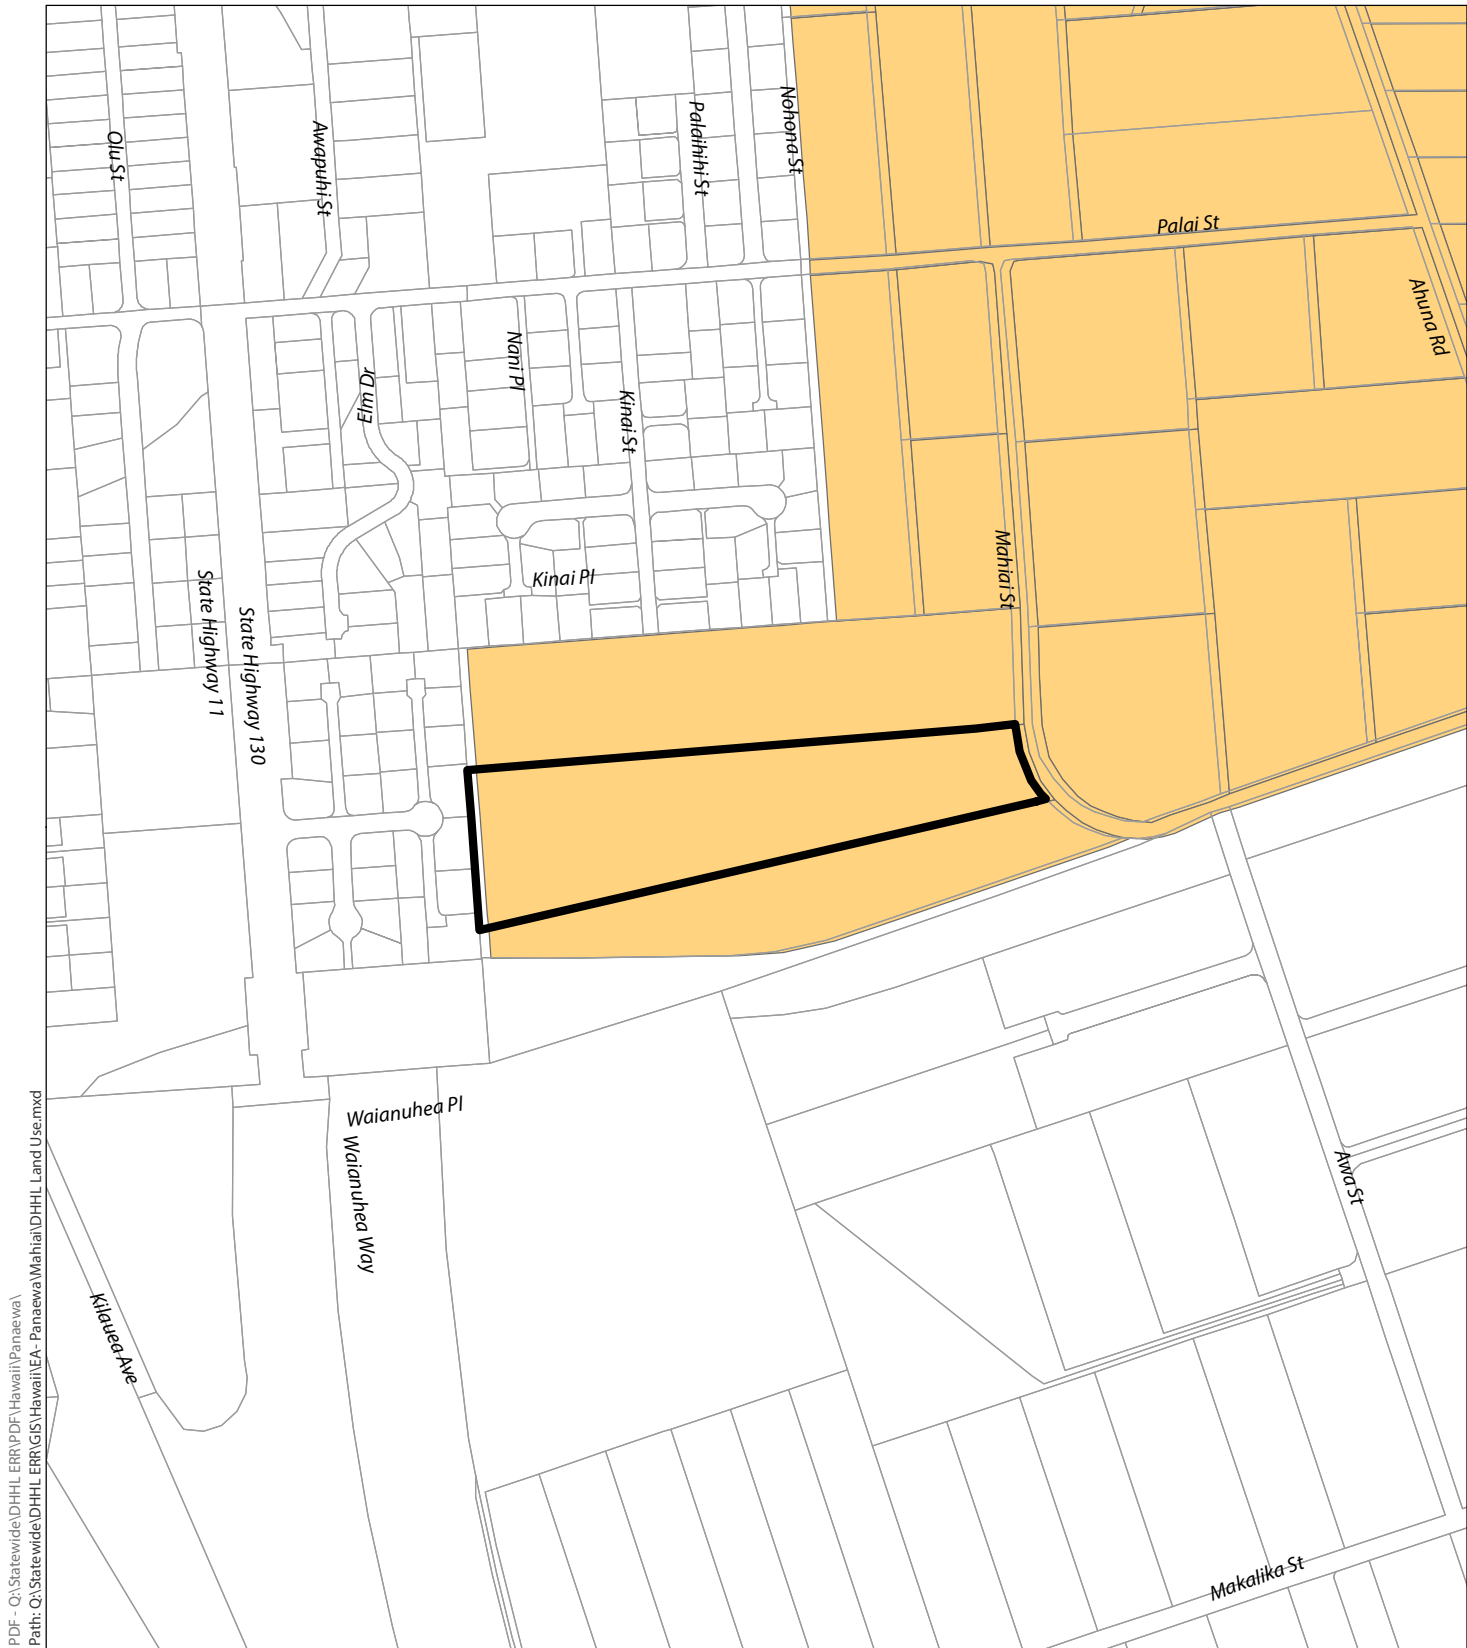 Olu St
Awapuhi St
Palaihihi St
Nohona St
Palai St
Ahuna Rd
Elm Dr
Nani Pl
Kinai St
Mahiai St
Kinai Pl
State Highway 11
State Highway 130
Waianuhea Pl
Waianuhea Way
Awa St
Kilauea Ave
Makalika St
PDF - Q:\Statewide\DHHL ERR\PDF\Hawaii\Panaewa\
Path: Q:\Statewide\DHHL ERR\GIS\Hawaii\EA- Panaewa\Mahiai\DHHL Land Use.mxd